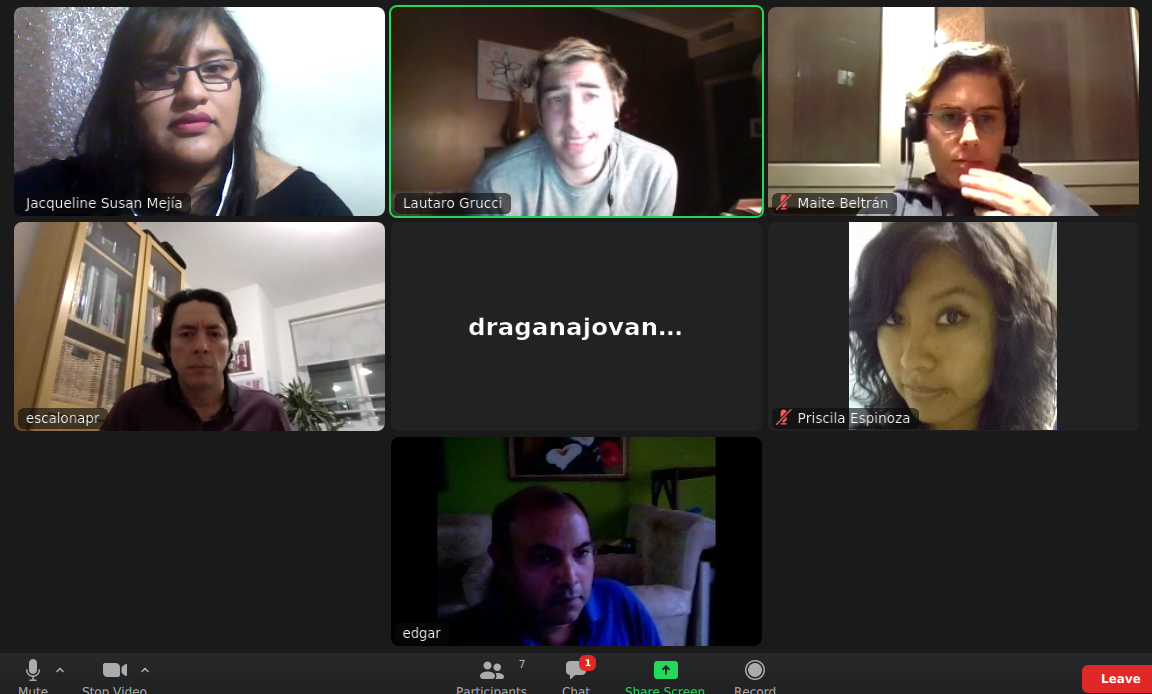 Jacqueline Susan Mejía
Lautaro Grucci
Maite Beltrán
escalonapr
draganajovan...
Priscila Espinoza
edgar
Mute
Stop Video
7
Participants
1
Chat
Share Screen
Record
Leave